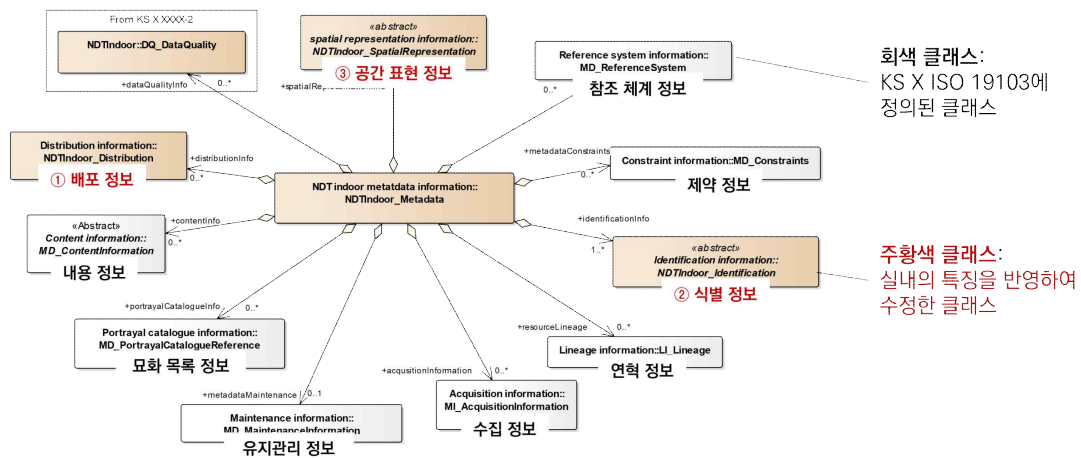 From KS X XXXX-2
NDTIndoor::DQ_DataQuality
+dataQualityInfo
0..*
«abstract»
spatial representation information::
NDTIndoor_SpatialRepresentation
③ 공간 표현 정보
Reference system information::
MD_ReferenceSystem
0..*
참조 체계 정보
회색 클래스:
KS X ISO 19103에
정의된 클래스
Distribution information::
NDTIndoor_Distribution
① 배포 정보
+distributionInfo
0..*
+metadataConstraints
0..*
Constraint information::MD_Constraints
제약 정보
NDT indoor metatdata information::
NDTIndoor_Metadata
«Abstract»
Content information::
MD_ContentInformation
내용 정보
+contentInfo
0..*
+identificationInfo
1..*
«abstract»
Identification information::
NDTIndoor_Identification
② 식별 정보
주황색 클래스:
실내의 특징을 반영하여
수정한 클래스
+portrayalCatalogueInfo
0..*
Portrayal catalogue information::
MD_PortrayalCatalogueReference
묘화 목록 정보
+resourceLineage
0..*
Lineage information::LI_Lineage
연혁 정보
+metadataMaintenance
0..1
Maintenance information::
MD_MaintenanceInformation
유지관리 정보
+acqusitionInformation
0..*
Acquisition information::
MI_AcquisitionInformation
수집 정보